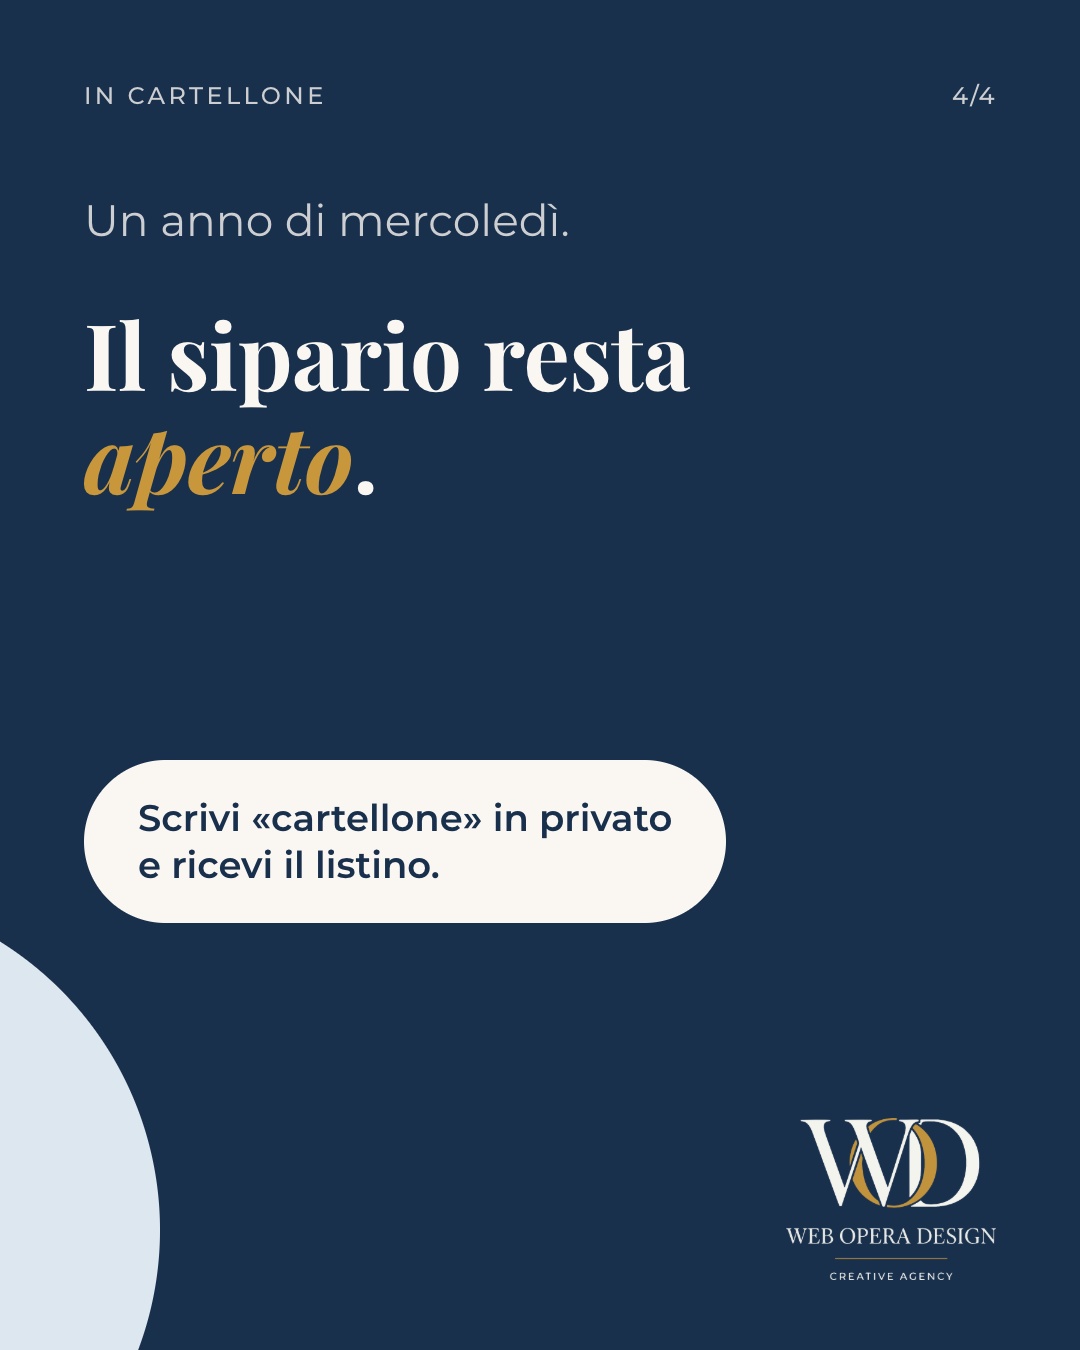 IN CARTELLONE
4/4
Un anno di mercoledì.
Il sipario resta
aperto.
Scrivi «cartellone» in privato
e ricevi il listino.
WOD
WEB OPERA DESIGN
CREATIVE AGENCY